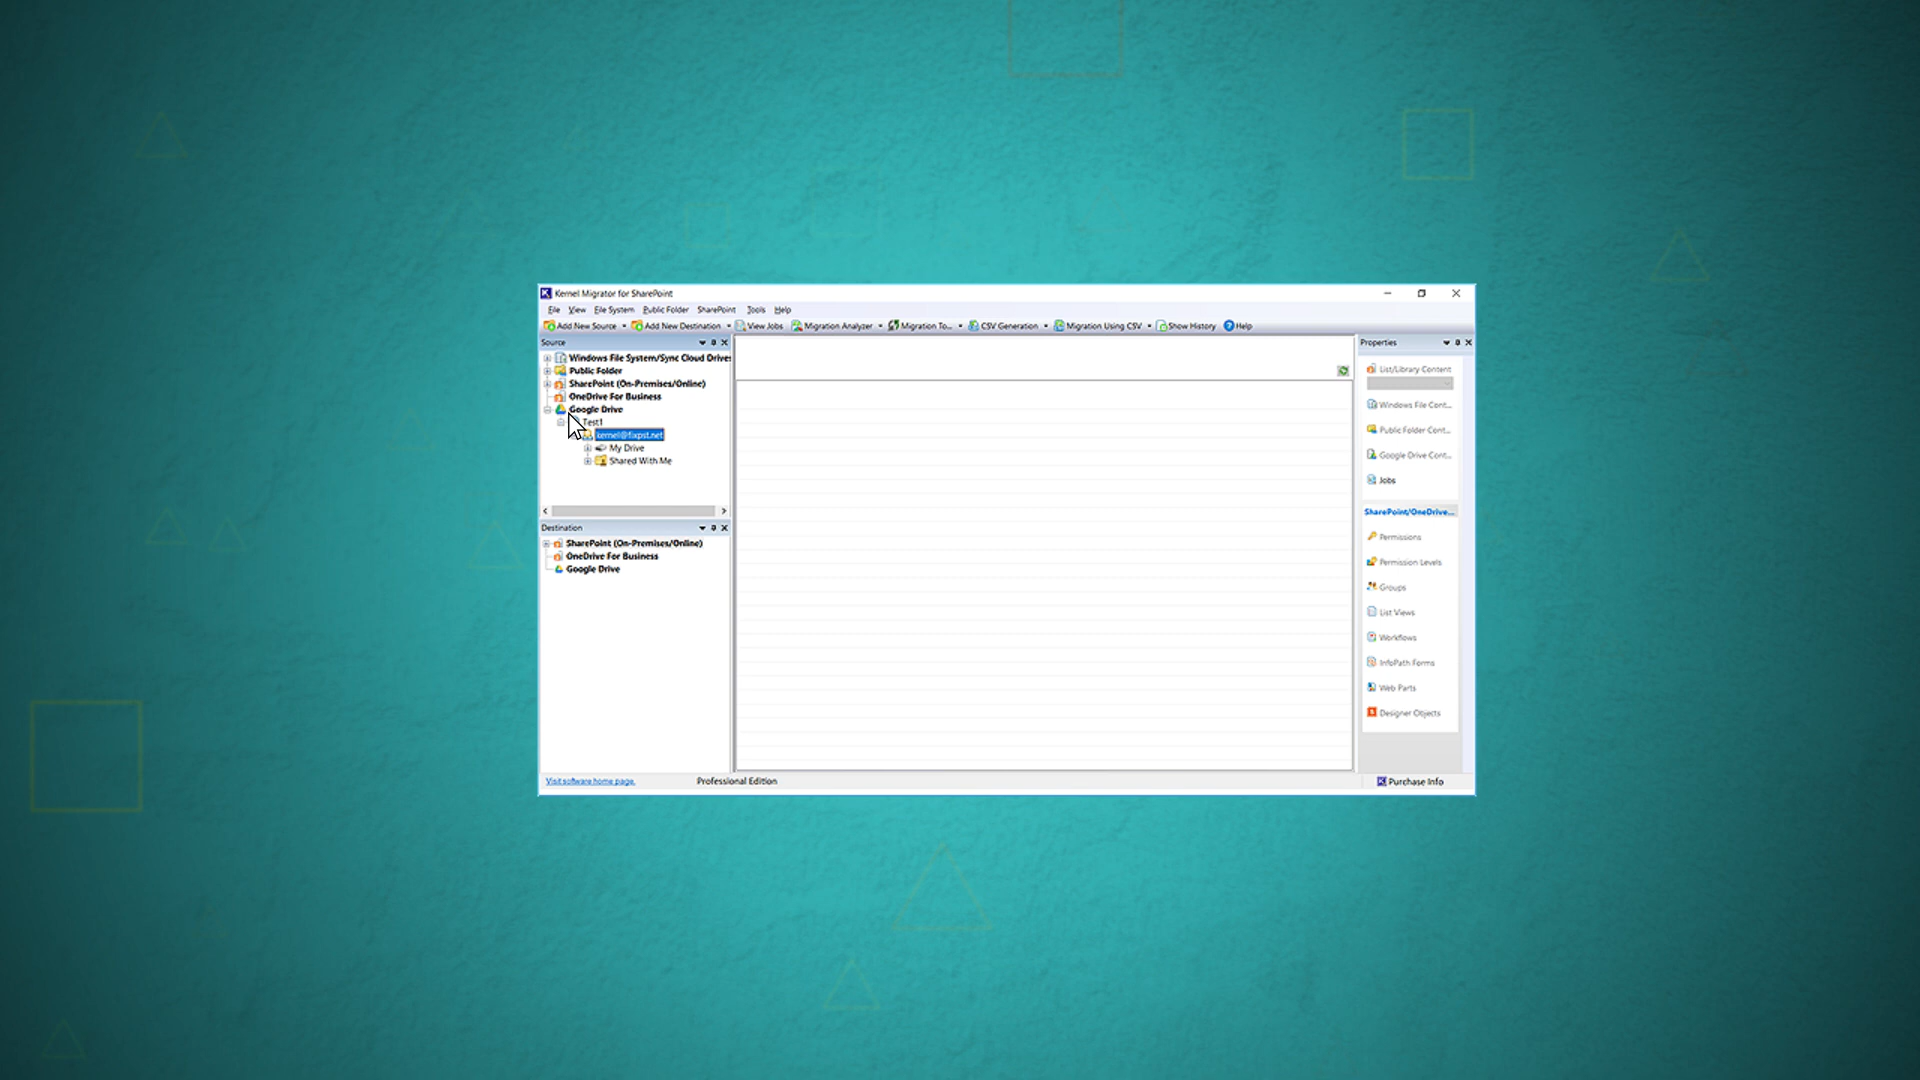 Kernel Migrator for SharePoint
File View File System Public Folder SharePoint Tools Help
Add New Source Add New Destination View Jobs Migration Analyzer Migration To... CSV Generation Migration Using CSV Show History Help
Source
Windows File System/Sync Cloud Drive
Public Folder
SharePoint (On-Premises/Online)
OneDrive For Business
Google Drive
Test1
kernel@fixpst.net
My Drive
Shared With Me
Destination
SharePoint (On-Premises/Online)
OneDrive For Business
Google Drive
Properties
List/Library Content
Windows File Cont...
Public Folder Cont...
Google Drive Cont...
Jobs
SharePoint/OneDrive...
Permissions
Permission Levels
Groups
List Views
Workflows
InfoPath Forms
Web Parts
Designer Objects
Visit software home page.
Professional Edition
Purchase Info